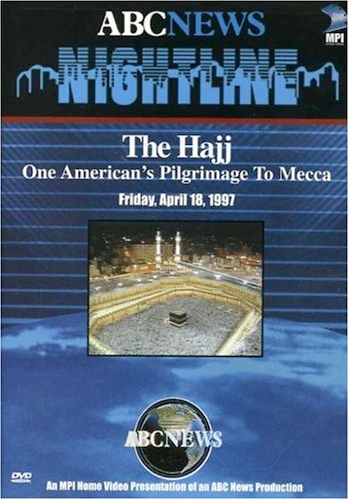 ABCNEWS
MPI
NIGHTLINE
The Hajj
One American's Pilgrimage To Mecca
Friday, April 18, 1997
ABCNEWS
DVD
An MPI Home Video Presentation of an ABC News Production